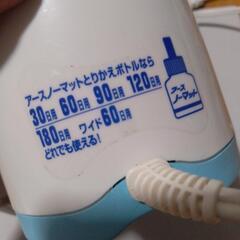 アースノーマットとりかえボトルなら
30日用 60日用 90日用 120日用
180日用 ワイド60日用
どれでも使える!
アース
ノーマット